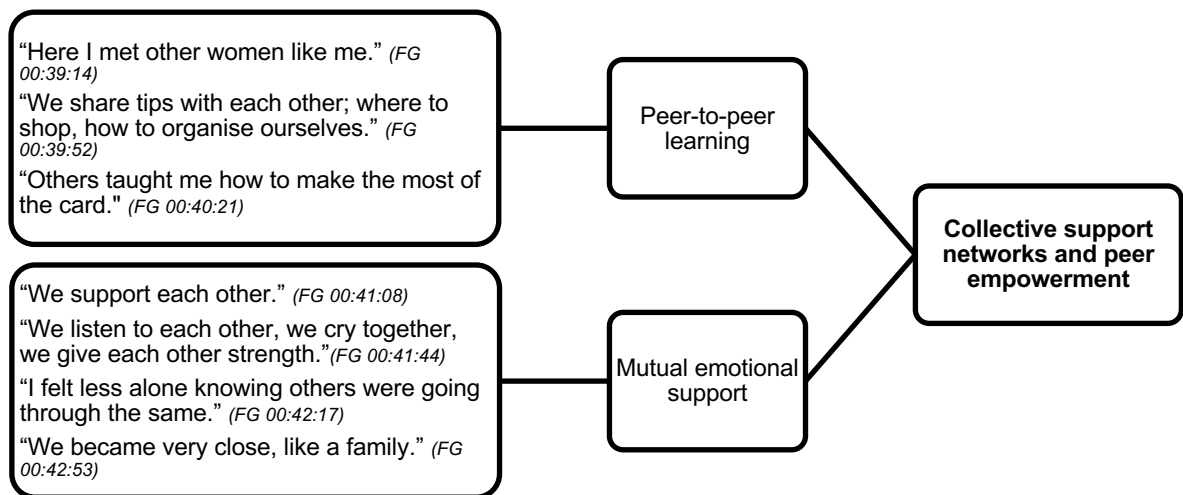 “Here I met other women like me.” (FG
00:39:14)
“We share tips with each other; where to
shop, how to organise ourselves.” (FG
00:39:52)
“Others taught me how to make the most of
the card." (FG 00:40:21)
Peer-to-peer
learning
“We support each other.” (FG 00:41:08)
“We listen to each other, we cry together,
we give each other strength.”(FG 00:41:44)
“I felt less alone knowing others were going
through the same.” (FG 00:42:17)
“We became very close, like a family.” (FG
00:42:53)
Mutual emotional
support
Collective support
networks and peer
empowerment